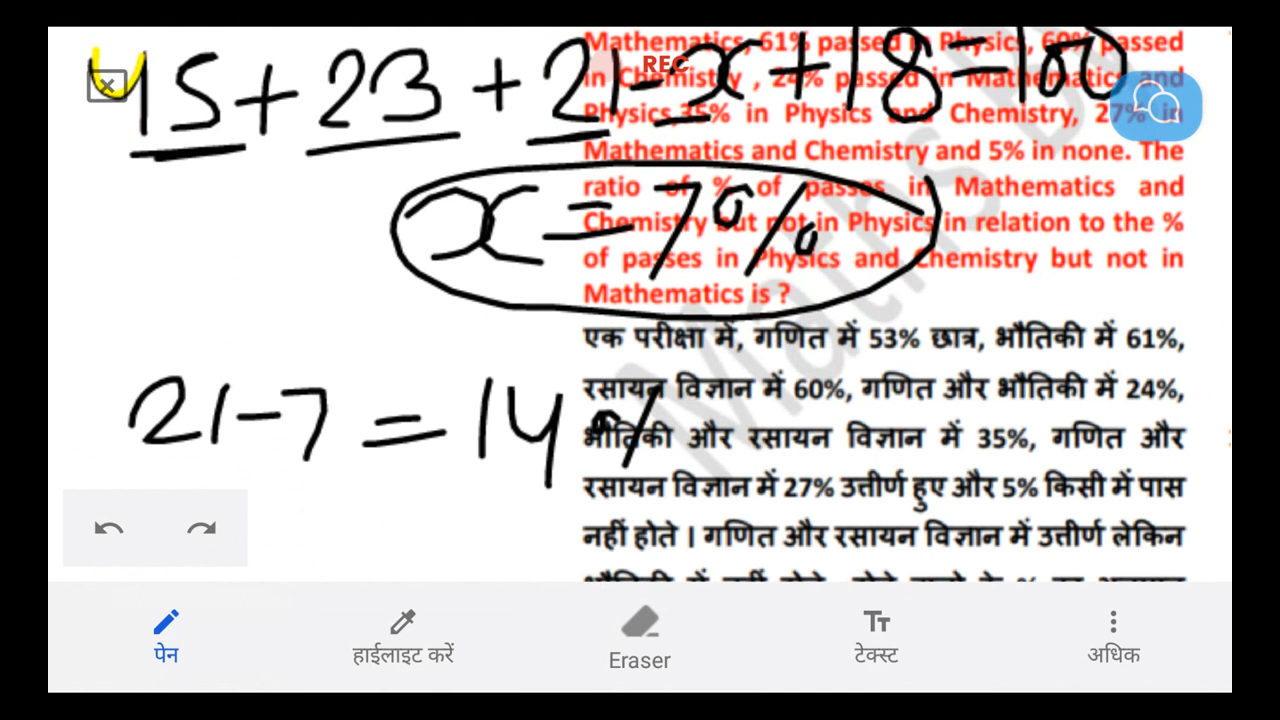 45+23+21-x+18=100
x=7%
21-7=14%
REC
Mathematics, 61% passed in Physics, 60% passed
in Chemistry , 24% passed in Mathematics and
Physics,35% in Physics and Chemistry, 27% in
Mathematics and Chemistry and 5% in none. The
ratio of % of passes in Mathematics and
Chemistry but not in Physics in relation to the %
of passes in Physics and Chemistry but not in
Mathematics is ?
एक परीक्षा में, गणित में 53% छात्र, भौतिकी में 61%,
रसायन विज्ञान में 60%, गणित और भौतिकी में 24%,
भौतिकी और रसायन विज्ञान में 35%, गणित और
रसायन विज्ञान में 27% उत्तीर्ण हुए और 5% किसी में पास
नहीं होते । गणित और रसायन विज्ञान में उत्तीर्ण लेकिन
Maths
पेन
हाईलाइट करें
Eraser
टेक्स्ट
अधिक